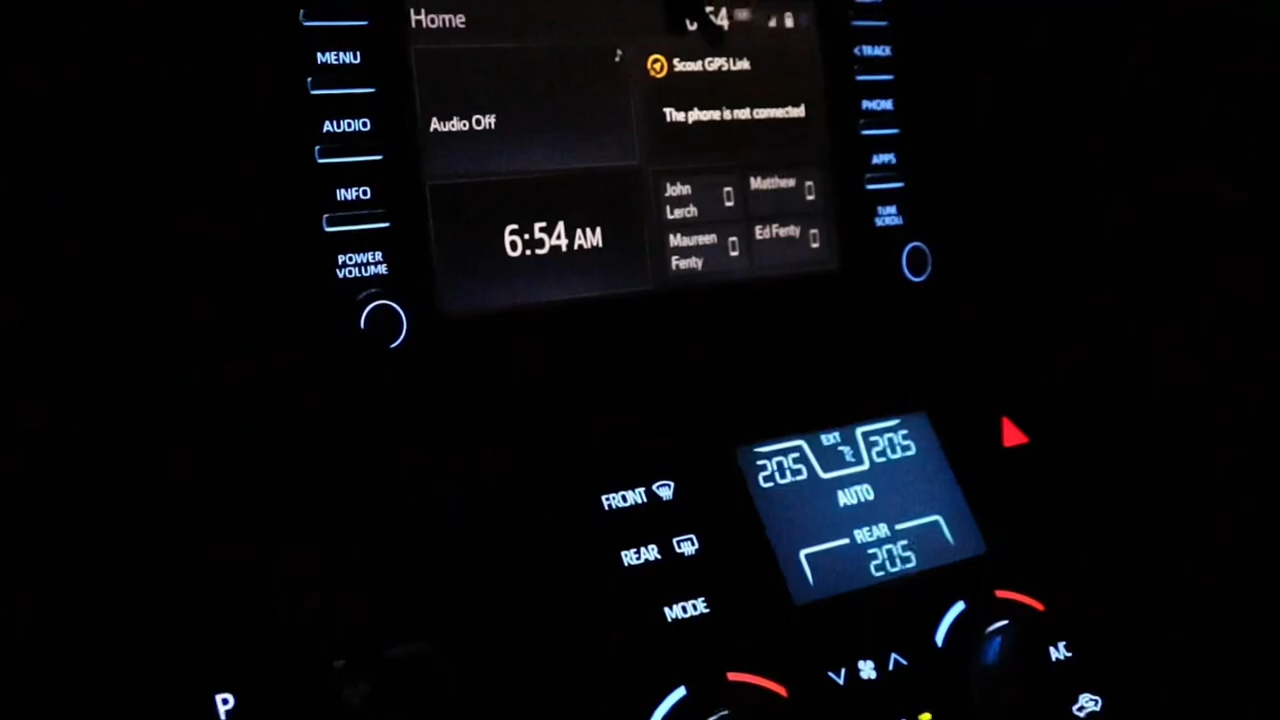 Home
MENU
AUDIO
INFO
POWER
VOLUME
Audio Off
6:54 AM
Scout GPS Link
The phone is not connected
John
Lerch
Matthew
Maureen
Fenty
Ed Fenty
< TRACK
PHONE
APPS
TUNE
SCROLL
FRONT
REAR
MODE
20.5
EXT
20.5
AUTO
REAR
20.5
A/C
P